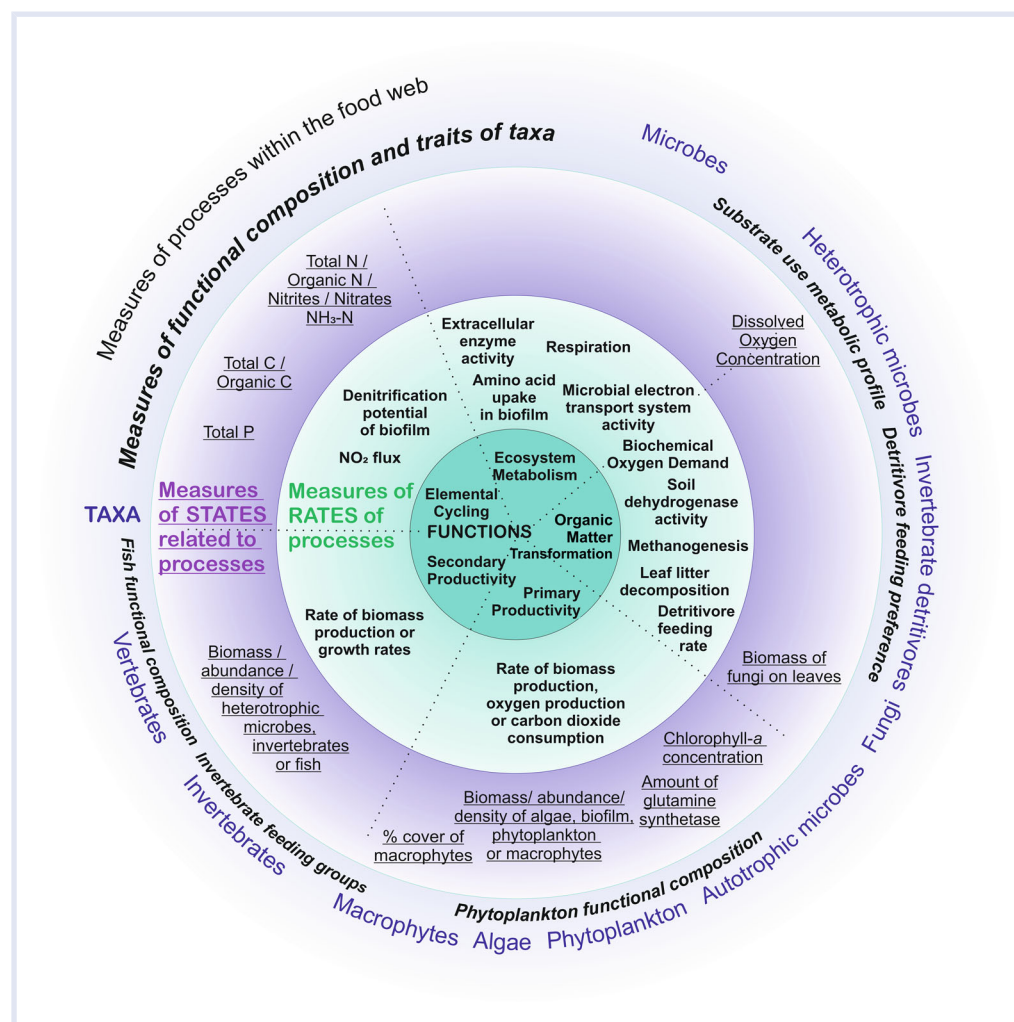 Measures of processes within the food web
Measures of functional composition and traits of taxa
Microbes
Substrate use metabolic profile
Heterotrophic microbes
Detritivore feeding preference
Invertebrate detritivores
Fungi
Autotrophic microbes
Phytoplankton functional composition
Phytoplankton
Algae
Macrophytes
Invertebrate feeding groups
Invertebrates
Fish functional composition
Vertebrates
TAXA
Measures
of STATES
related to
processes
Total N /
Organic N /
Nitrites / Nitrates
NH₃-N
Total C /
Organic C
Total P
Dissolved
Oxygen
Concentration
Biomass of
fungi on leaves
Chlorophyll-a
concentration
Amount of
glutamine
synthetase
Biomass/ abundance/
density of algae, biofilm,
phytoplankton
or macrophytes
% cover of
macrophytes
Biomass /
abundance /
density of
heterotrophic
microbes,
invertebrates
or fish
Measures of
RATES of
processes
Denitrification
potential
of biofilm
NO₂ flux
Extracellular
enzyme
activity
Respiration
Amino acid
upake
in biofilm
Microbial electron
transport system
activity
Biochemical
Oxygen Demand
Soil
dehydrogenase
activity
Methanogenesis
Leaf litter
decomposition
Detritivore
feeding
rate
Rate of biomass
production,
oxygen production
or carbon dioxide
consumption
Rate of biomass
production or
growth rates
Ecosystem
Metabolism
Elemental
Cycling
FUNCTIONS
Organic
Matter
Transformation
Secondary
Productivity
Primary
Productivity